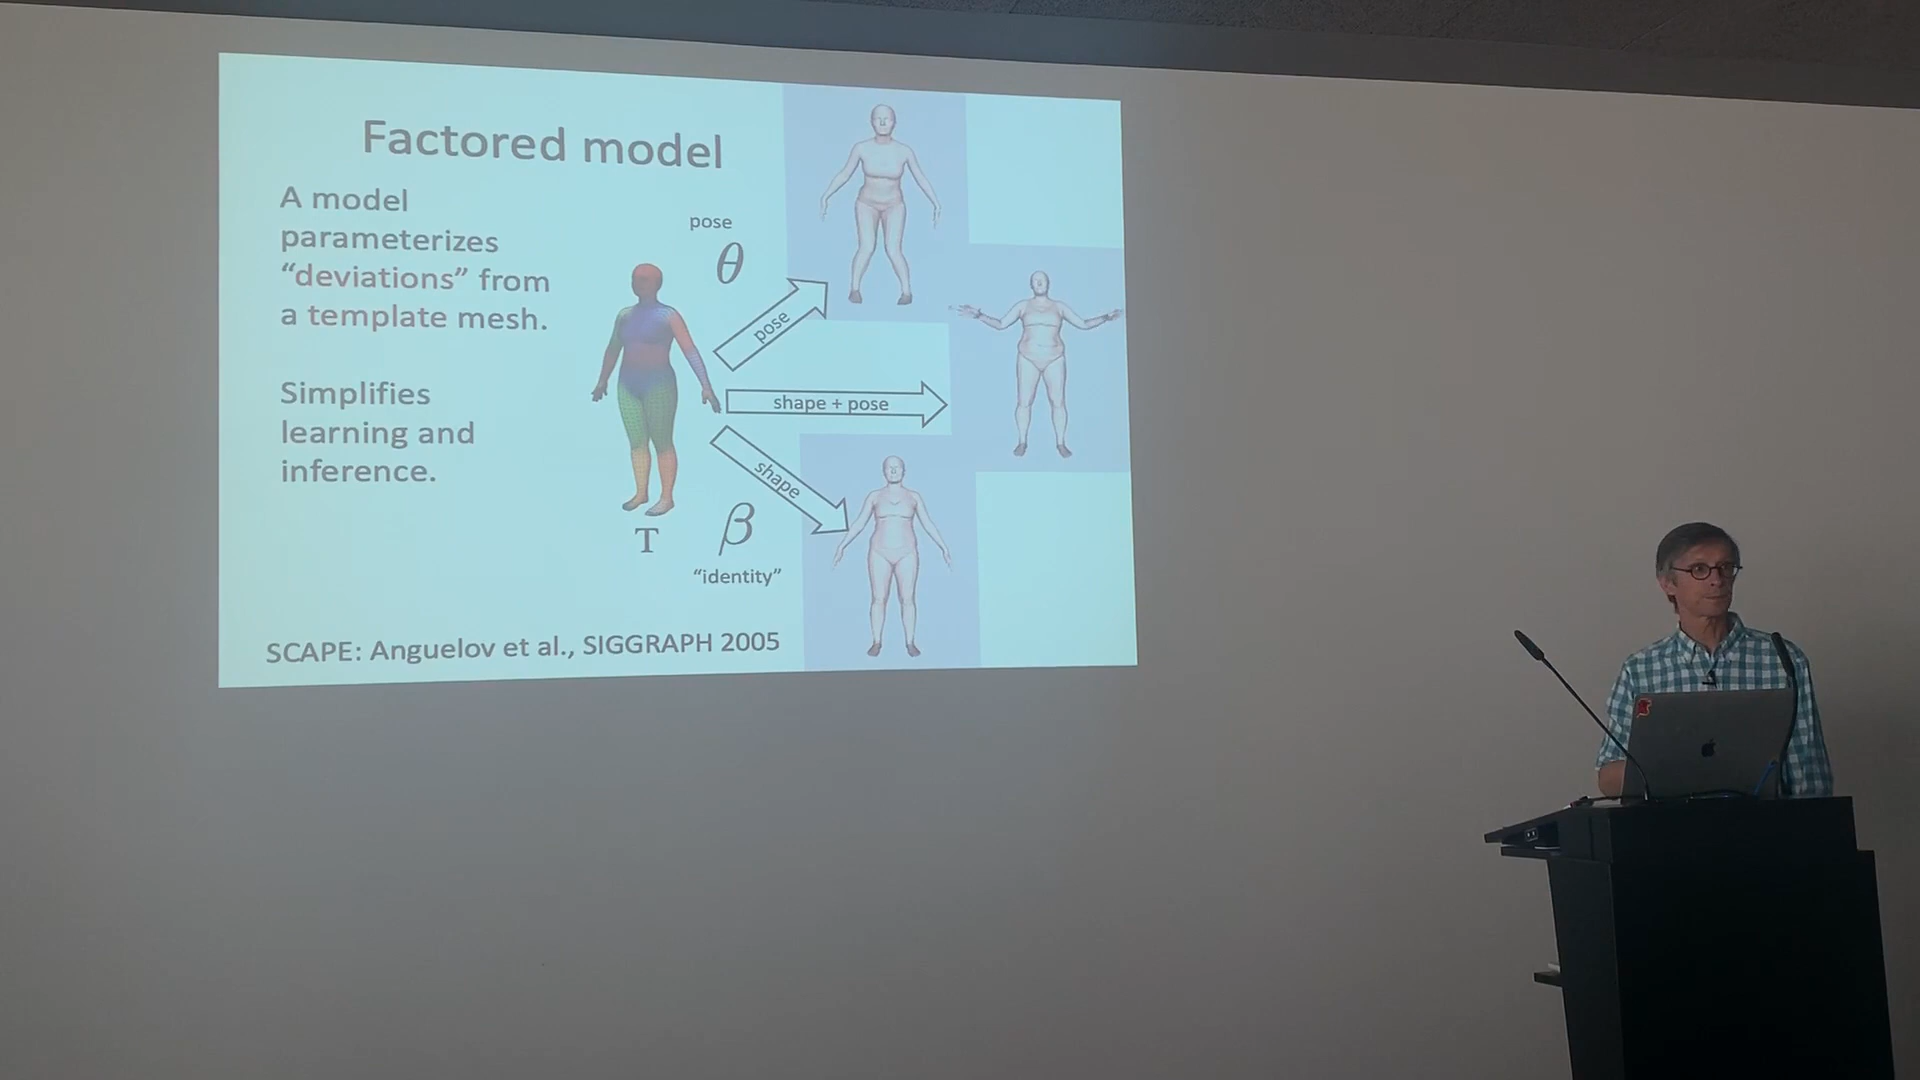 Factored model
A model
parameterizes
“deviations” from
a template mesh.
Simplifies
learning and
inference.
pose
θ
pose
shape + pose
shape
T
β
“identity”
SCAPE: Anguelov et al., SIGGRAPH 2005